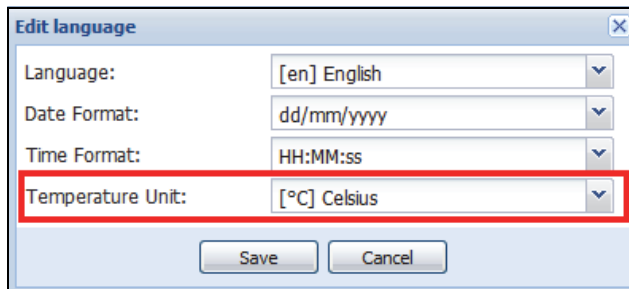 Edit language
Language: [en] English
Date Format: dd/mm/yyyy
Time Format: HH:MM:ss
Temperature Unit: [°C] Celsius
Save Cancel